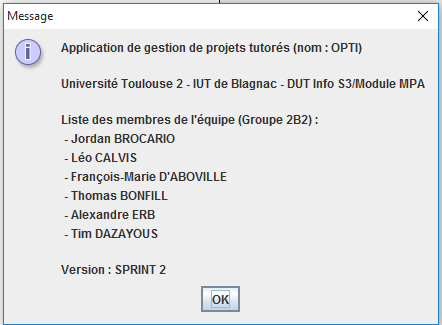 Message
Application de gestion de projets tutorés (nom : OPTI)
Université Toulouse 2 - IUT de Blagnac - DUT Info S3/Module MPA
Liste des membres de l'équipe (Groupe 2B2) :
- Jordan BROCARIO
- Léo CALVIS
- François-Marie D'ABOVILLE
- Thomas BONFILL
- Alexandre ERB
- Tim DAZAYOUS
Version : SPRINT 2
OK